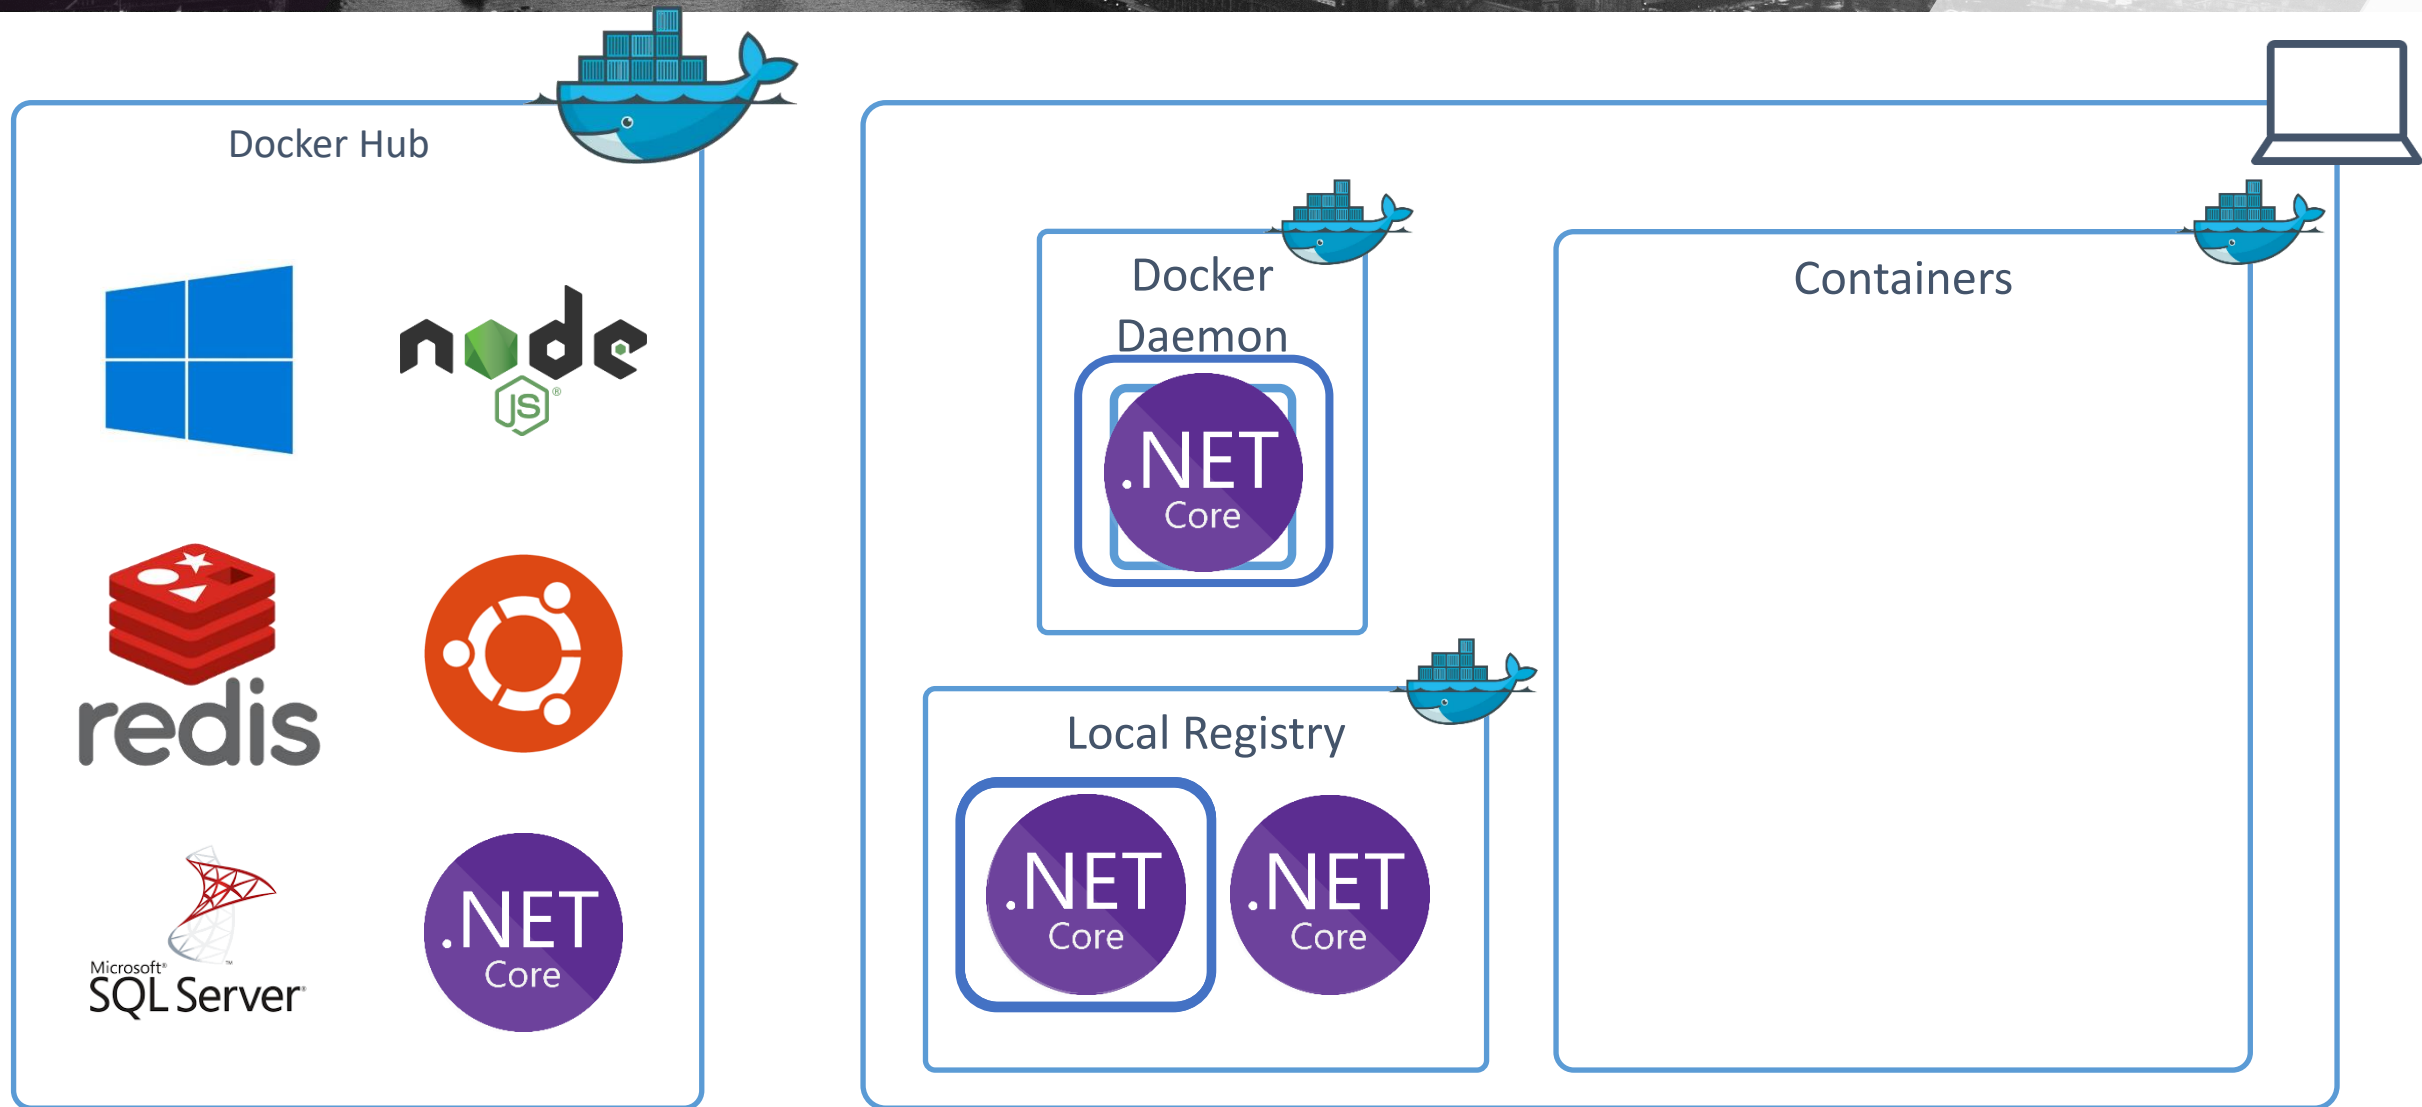 Docker Hub
node
JS®
redis
Microsoft®
SQL Server®
.NET
Core
Docker
Daemon
.NET
Core
Local Registry
.NET
Core
.NET
Core
Containers